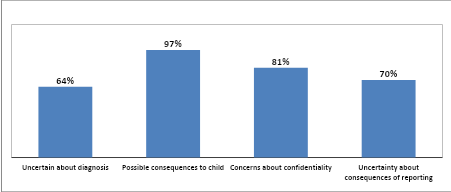 97%
81%
70%
64%
Uncertain about diagnosis
Possible consequences to child
Concerns about confidentiality
Uncertainty about
consequences of reporting